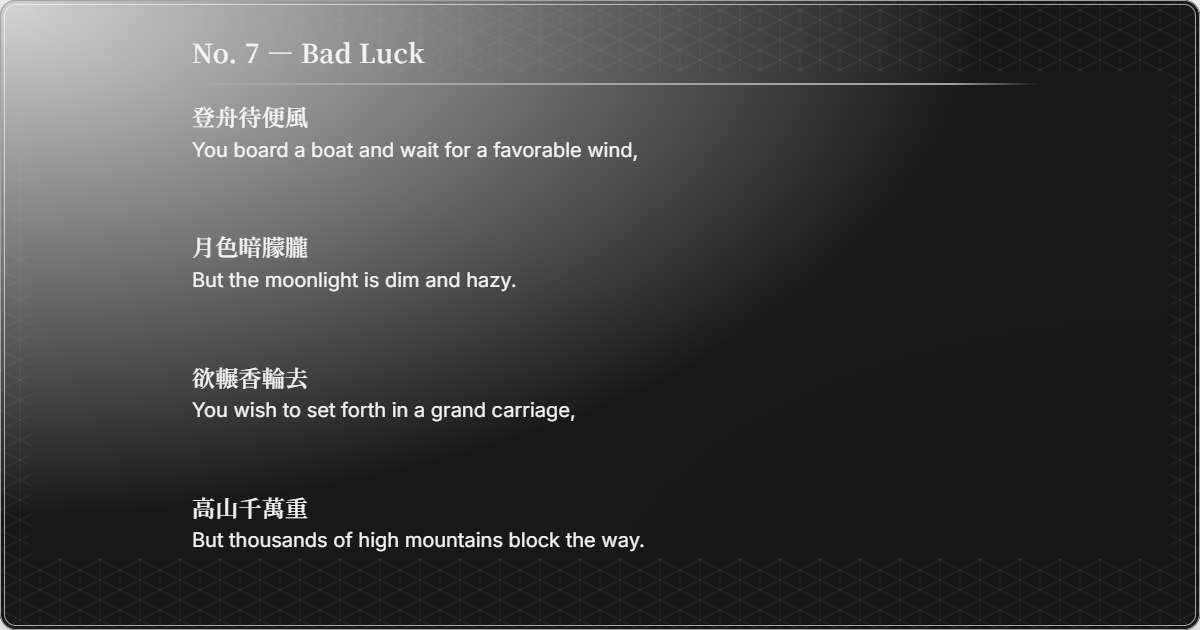 No. 7 — Bad Luck
登舟待便風
You board a boat and wait for a favorable wind,
月色暗朦朧
But the moonlight is dim and hazy.
欲輾香輪去
You wish to set forth in a grand carriage,
高山千萬重
But thousands of high mountains block the way.